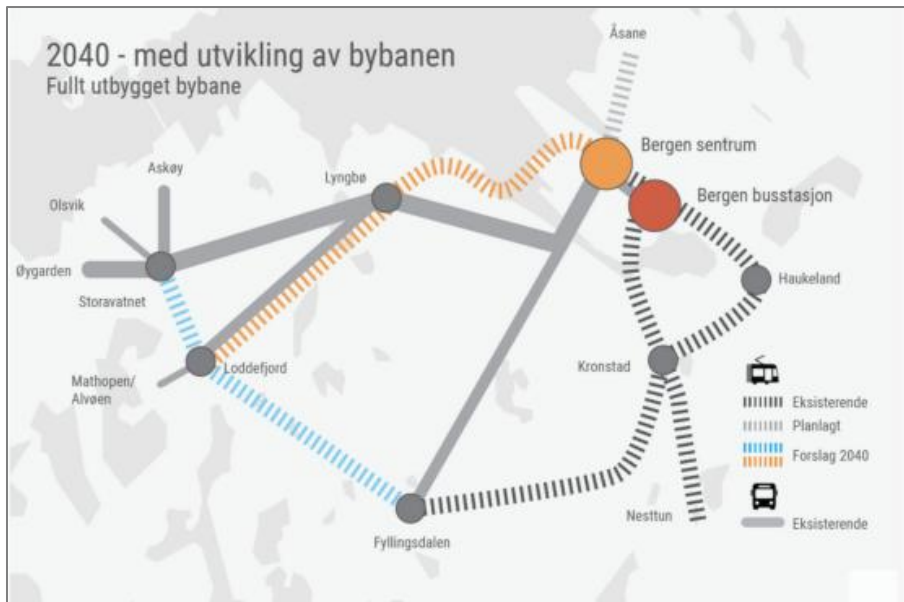 2040 - med utvikling av bybanen
Fullt utbygget bybane
Åsane
Bergen sentrum
Askøy
Lyngbø
Bergen busstasjon
Olsvik
Øygarden
Haukeland
Storavatnet
Kronstad
Loddefjord
Mathopen/
Alvøen
Eksisterende
Planlagt
Forslag 2040
Nesttun
Eksisterende
Fyllingsdalen